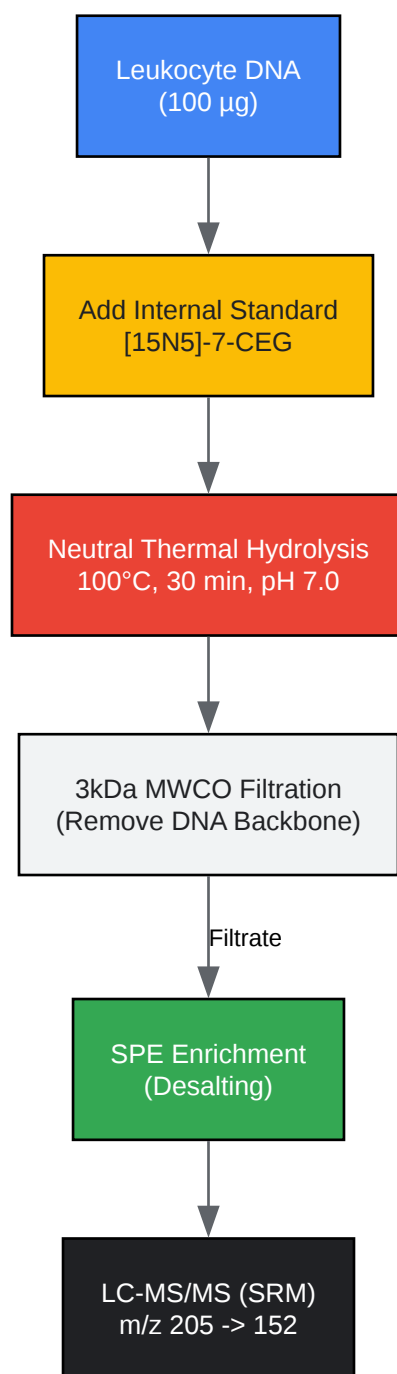 Leukocyte DNA
(100 µg)
Add Internal Standard
[15N5]-7-CEG
Neutral Thermal Hydrolysis
100°C, 30 min, pH 7.0
3kDa MWCO Filtration
(Remove DNA Backbone)
Filtrate
SPE Enrichment
(Desalting)
LC-MS/MS (SRM)
m/z 205 -> 152